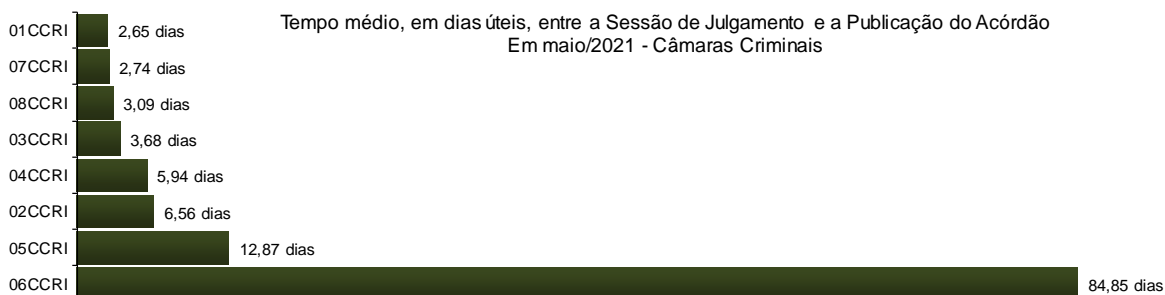 Tempo médio, em dias úteis, entre a Sessão de Julgamento e a Publicação do Acórdão
Em maio/2021 - Câmaras Criminais
01CCRI 2,65 dias
07CCRI 2,74 dias
08CCRI 3,09 dias
03CCRI 3,68 dias
04CCRI 5,94 dias
02CCRI 6,56 dias
05CCRI 12,87 dias
06CCRI 84,85 dias